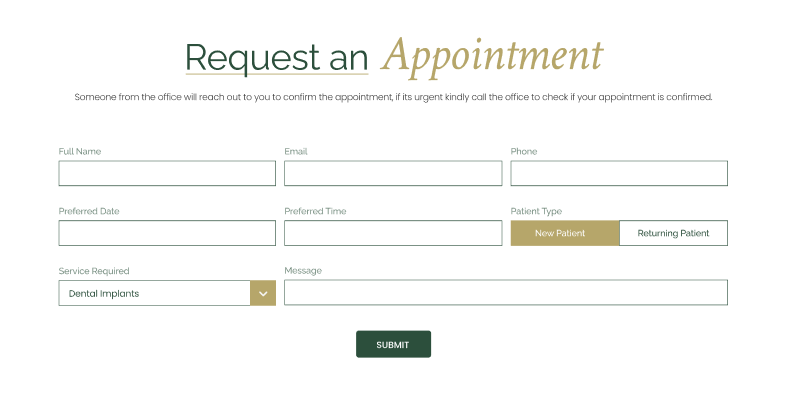 Request an Appointment
Someone from the office will reach out to you to confirm the appointment, if its urgent kindly call the office to check if your appointment is confirmed.
Full Name
Email
Phone
Preferred Date
Preferred Time
Patient Type
New Patient
Returning Patient
Service Required
Message
Dental Implants
SUBMIT